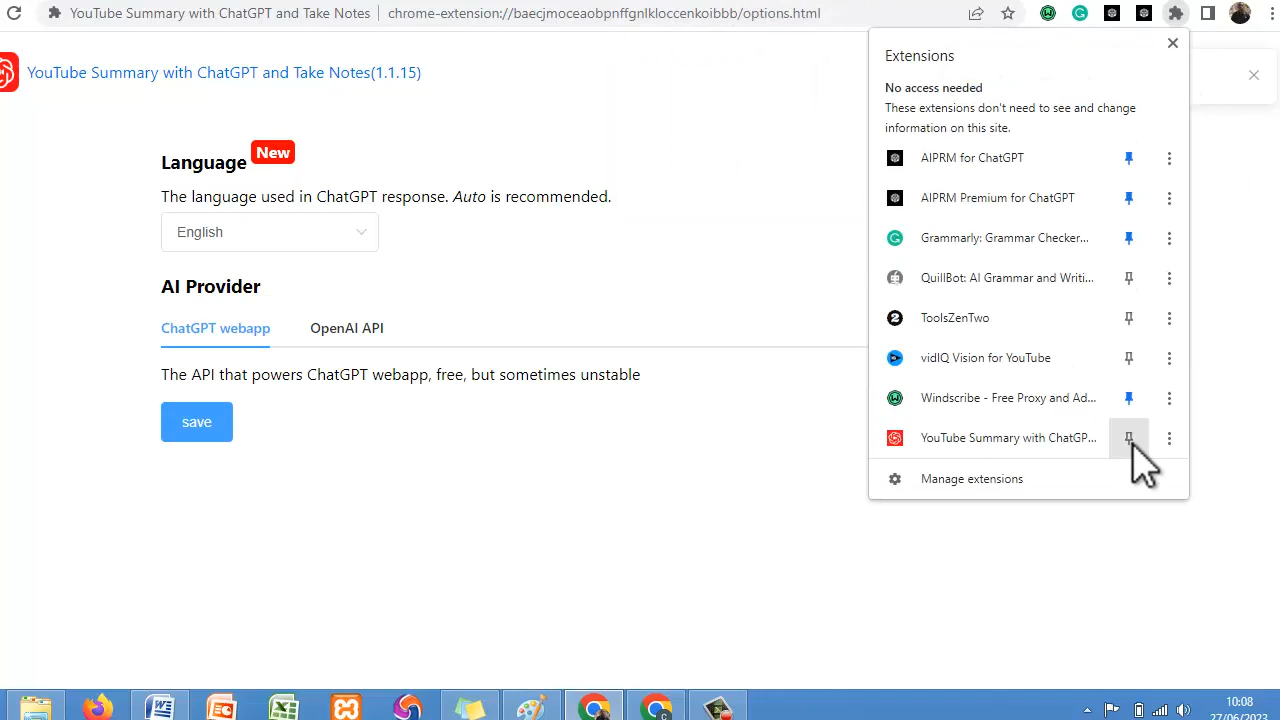 YouTube Summary with ChatGPT and Take Notes | chrome-extension://baecjmoceaobpnffgnlkloccenkoibbb/options.html
YouTube Summary with ChatGPT and Take Notes(1.1.15)
Language New
The language used in ChatGPT response. Auto is recommended.
English
AI Provider
ChatGPT webapp OpenAI API
The API that powers ChatGPT webapp, free, but sometimes unstable
save
Extensions
No access needed
These extensions don't need to see and change
information on this site.
AIPRM for ChatGPT
AIPRM Premium for ChatGPT
Grammarly: Grammar Checker...
QuillBot: AI Grammar and Writi...
ToolsZenTwo
vidIQ Vision for YouTube
Windscribe - Free Proxy and Ad...
YouTube Summary with ChatGP...
Manage extensions
10:08
27/06/2023